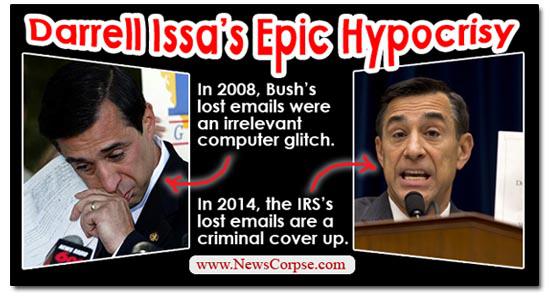 Darrell Issa's Epic Hypocrisy
In 2008, Bush's
lost emails were
an irrelevant
computer glitch.
In 2014, the IRS's
lost emails are a
criminal cover up.
www.NewsCorpse.com